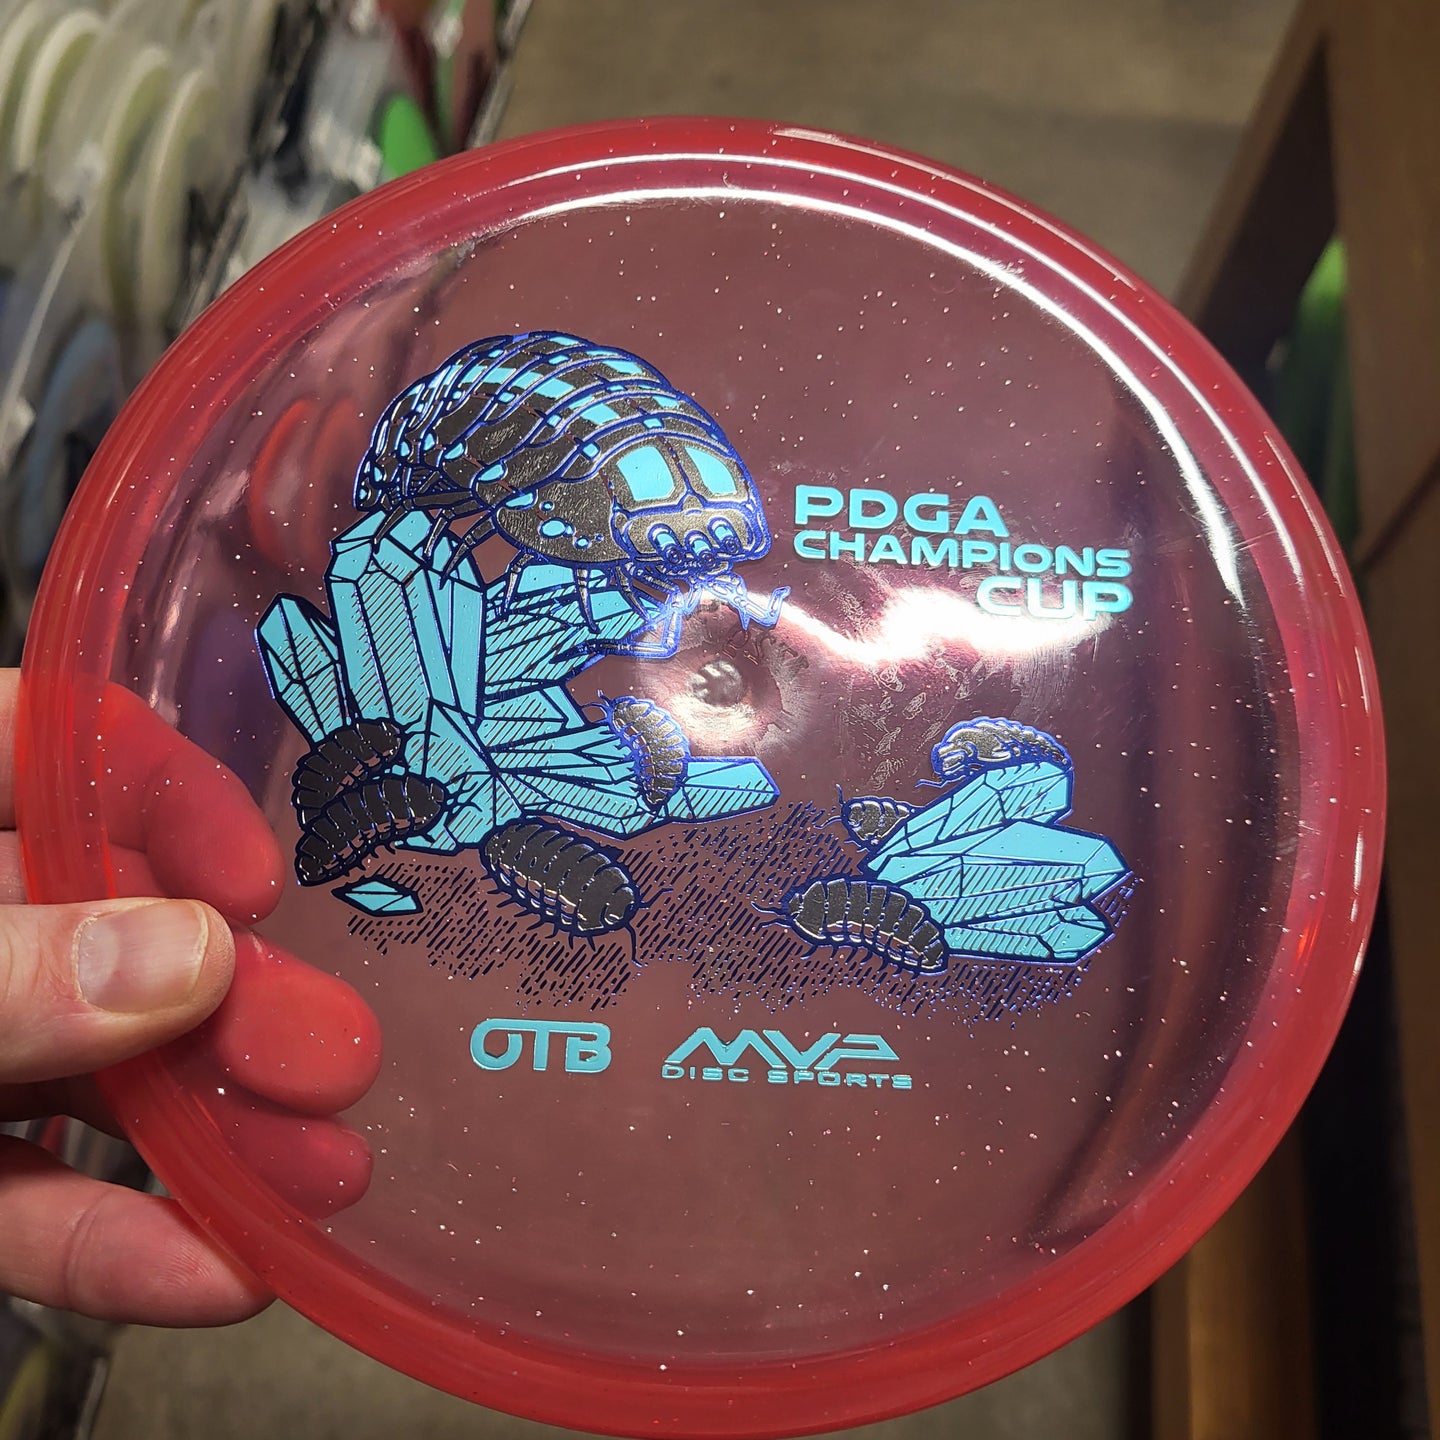 PDGA
CHAMPIONS
CUP
OTB
MVP
DISC SPORTS